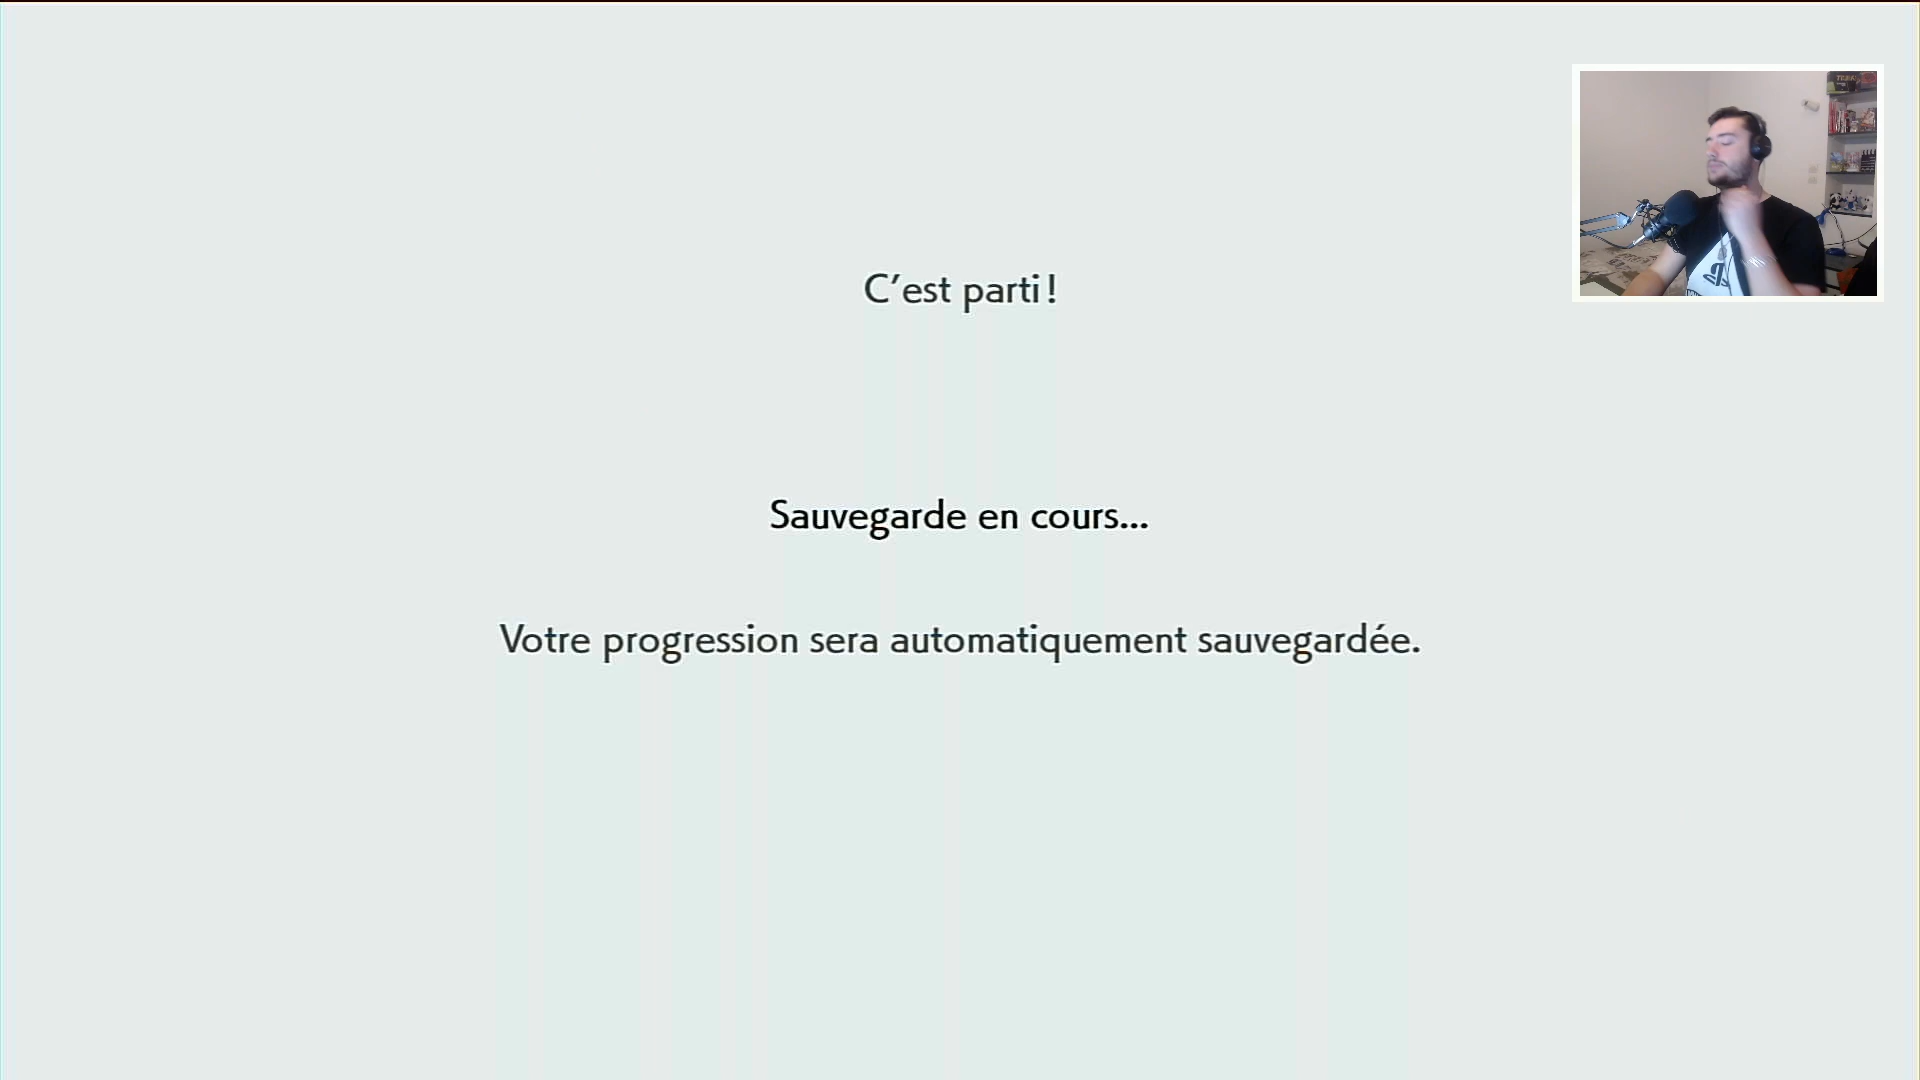 C'est parti !
Sauvegarde en cours...
Votre progression sera automatiquement sauvegardée.